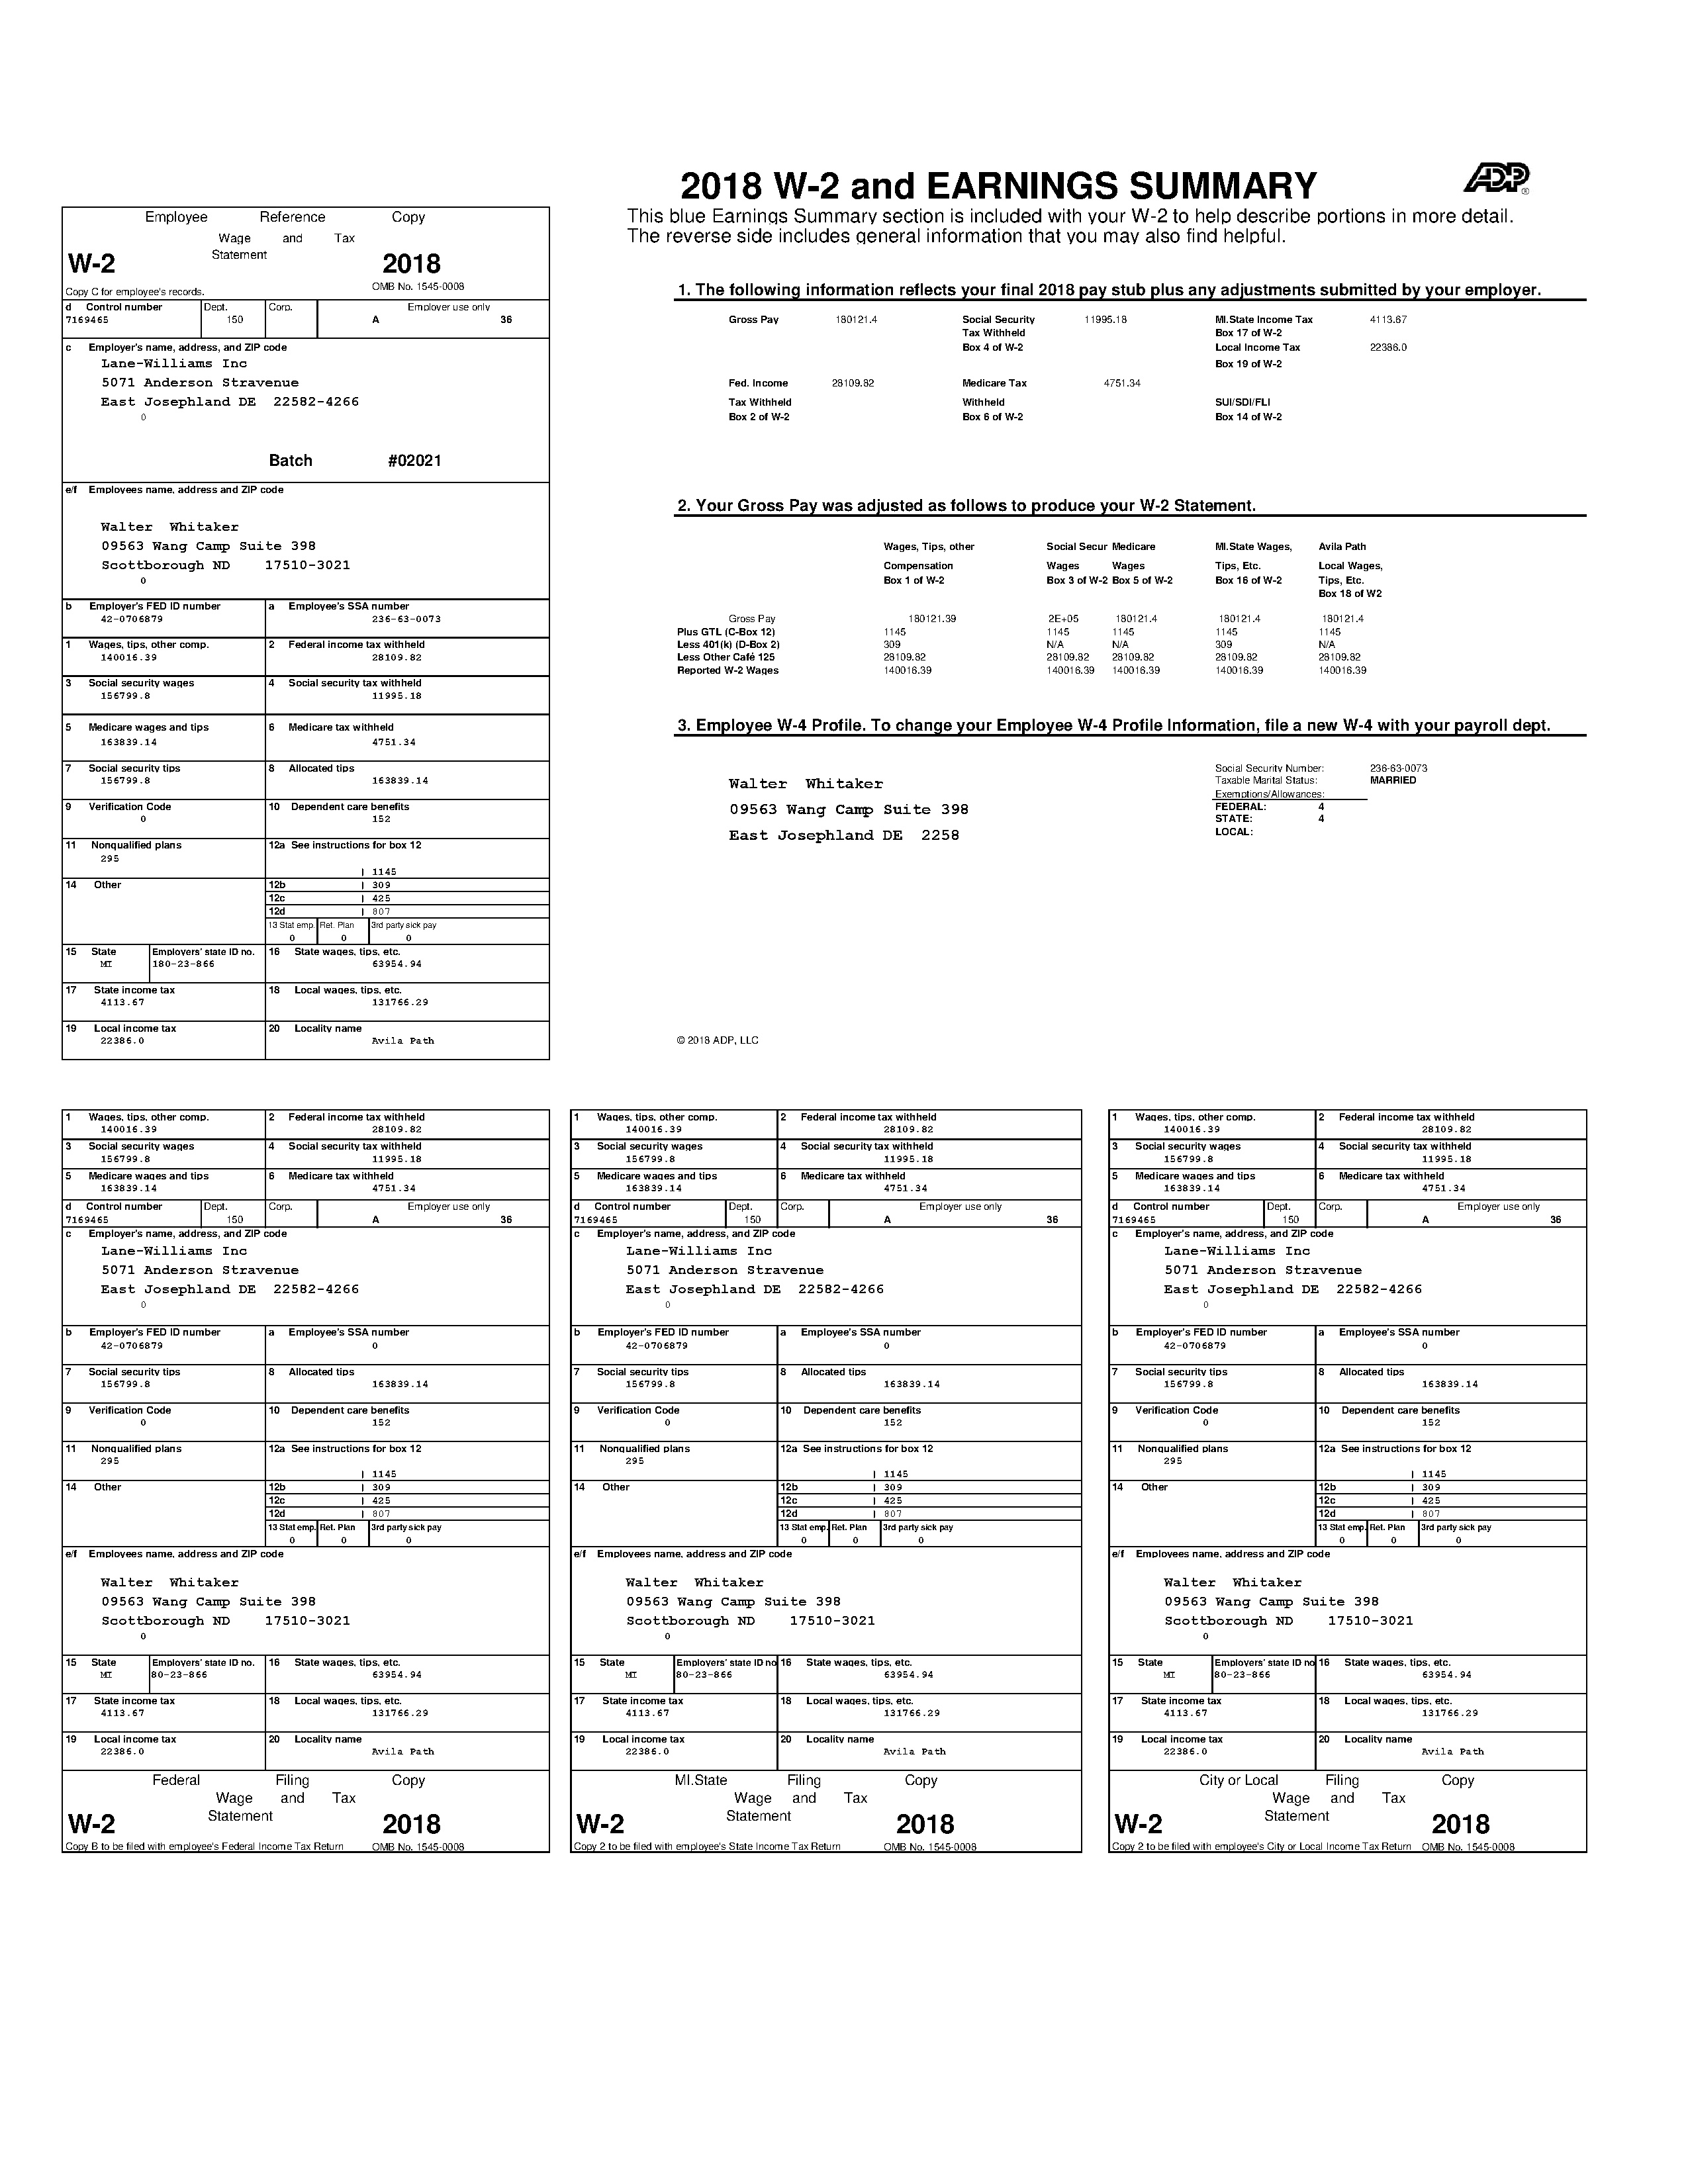 2018 W-2 and EARNINGS SUMMARY
ADP®
This blue Earnings Summary section is included with your W-2 to help describe portions in more detail.
The reverse side includes general information that you may also find helpful.
Employee Reference Copy
Wage and Tax
Statement
W-2 2018
Copy C for employee's records. OMB No. 1545-0008
d Control number Dept. Corp. Employer use only
7169465 150 A 36
c Employer's name, address, and ZIP code
Lane-Williams Inc
5071 Anderson Stravenue
East Josephland DE 22582-4266
0
Batch #02021
e/f Employees name, address and ZIP code
Walter Whitaker
09563 Wang Camp Suite 398
Scottborough ND 17510-3021
0
b Employer's FED ID number a Employee's SSA number
42-0706879 236-63-0073
1 Wages, tips, other comp. 2 Federal income tax withheld
140016.39 28109.82
3 Social security wages 4 Social security tax withheld
156799.8 11995.18
5 Medicare wages and tips 6 Medicare tax withheld
163839.14 4751.34
7 Social security tips 8 Allocated tips
156799.8 163839.14
9 Verification Code 10 Dependent care benefits
0 152
11 Nonqualified plans 12a See instructions for box 12
295
1145
14 Other 12b 309
12c 425
12d 807
13 Stat emp. Ret. Plan 3rd party sick pay
0 0 0
15 State Employers' state ID no. 16 State wages, tips, etc.
MI 180-23-866 63954.94
17 State income tax 18 Local wages, tips, etc.
4113.67 131766.29
19 Local income tax 20 Locality name
22386.0 Avila Path
1. The following information reflects your final 2018 pay stub plus any adjustments submitted by your employer.
Gross Pay 180121.4 Social Security 11995.18 MI.State Income Tax 4113.67
Tax Withheld Box 17 of W-2
Box 4 of W-2 Local Income Tax 22386.0
Box 19 of W-2
Fed. Income 28109.82 Medicare Tax 4751.34
Tax Withheld Withheld SUI/SDI/FLI
Box 2 of W-2 Box 6 of W-2 Box 14 of W-2
2. Your Gross Pay was adjusted as follows to produce your W-2 Statement.
Wages, Tips, other Social Secur Medicare MI.State Wages, Avila Path
Compensation Wages Wages Tips, Etc. Local Wages,
Box 1 of W-2 Box 3 of W-2 Box 5 of W-2 Box 16 of W-2 Tips, Etc.
Box 18 of W2
Gross Pay 180121.39 2E+05 180121.4 180121.4 180121.4
Plus GTL (C-Box 12) 1145 1145 1145 1145 1145
Less 401(k) (D-Box 2) 309 N/A N/A 309 N/A
Less Other Café 125 28109.82 28109.82 28109.82 28109.82 28109.82
Reported W-2 Wages 140016.39 140016.39 140016.39 140016.39 140016.39
3. Employee W-4 Profile. To change your Employee W-4 Profile Information, file a new W-4 with your payroll dept.
Walter Whitaker
09563 Wang Camp Suite 398
East Josephland DE 2258
Social Security Number: 236-63-0073
Taxable Marital Status: MARRIED
Exemptions/Allowances:
FEDERAL: 4
STATE: 4
LOCAL:
© 2018 ADP, LLC
1 Wages, tips, other comp. 2 Federal income tax withheld
140016.39 28109.82
3 Social security wages 4 Social security tax withheld
156799.8 11995.18
5 Medicare wages and tips 6 Medicare tax withheld
163839.14 4751.34
d Control number Dept. Corp. Employer use only
7169465 150 A 36
c Employer's name, address, and ZIP code
Lane-Williams Inc
5071 Anderson Stravenue
East Josephland DE 22582-4266
0
b Employer's FED ID number a Employee's SSA number
42-0706879 0
7 Social security tips 8 Allocated tips
156799.8 163839.14
9 Verification Code 10 Dependent care benefits
0 152
11 Nonqualified plans 12a See instructions for box 12
295
1145
14 Other 12b 309
12c 425
12d 807
13 Stat emp. Ret. Plan 3rd party sick pay
0 0 0
e/f Employees name, address and ZIP code
Walter Whitaker
09563 Wang Camp Suite 398
Scottborough ND 17510-3021
0
15 State Employers' state ID no. 16 State wages, tips, etc.
MI 80-23-866 63954.94
17 State income tax 18 Local wages, tips, etc.
4113.67 131766.29
19 Local income tax 20 Locality name
22386.0 Avila Path
Federal Filing Copy
Wage and Tax
Statement
W-2 2018
Copy B to be filed with employee's Federal Income Tax Return OMB No. 1545-0008
1 Wages, tips, other comp. 2 Federal income tax withheld
140016.39 28109.82
3 Social security wages 4 Social security tax withheld
156799.8 11995.18
5 Medicare wages and tips 6 Medicare tax withheld
163839.14 4751.34
d Control number Dept. Corp. Employer use only
7169465 150 A 36
c Employer's name, address, and ZIP code
Lane-Williams Inc
5071 Anderson Stravenue
East Josephland DE 22582-4266
0
b Employer's FED ID number a Employee's SSA number
42-0706879 0
7 Social security tips 8 Allocated tips
156799.8 163839.14
9 Verification Code 10 Dependent care benefits
0 152
11 Nonqualified plans 12a See instructions for box 12
295
1145
14 Other 12b 309
12c 425
12d 807
13 Stat emp. Ret. Plan 3rd party sick pay
0 0 0
e/f Employees name, address and ZIP code
Walter Whitaker
09563 Wang Camp Suite 398
Scottborough ND 17510-3021
0
15 State Employers' state ID no 16 State wages, tips, etc.
MI 80-23-866 63954.94
17 State income tax 18 Local wages, tips, etc.
4113.67 131766.29
19 Local income tax 20 Locality name
22386.0 Avila Path
MI.State Filing Copy
Wage and Tax
Statement
W-2 2018
Copy 2 to be filed with employee's State Income Tax Return OMB No. 1545-0008
1 Wages, tips, other comp. 2 Federal income tax withheld
140016.39 28109.82
3 Social security wages 4 Social security tax withheld
156799.8 11995.18
5 Medicare wages and tips 6 Medicare tax withheld
163839.14 4751.34
d Control number Dept. Corp. Employer use only
7169465 150 A 36
c Employer's name, address, and ZIP code
Lane-Williams Inc
5071 Anderson Stravenue
East Josephland DE 22582-4266
0
b Employer's FED ID number a Employee's SSA number
42-0706879 0
7 Social security tips 8 Allocated tips
156799.8 163839.14
9 Verification Code 10 Dependent care benefits
0 152
11 Nonqualified plans 12a See instructions for box 12
295
1145
14 Other 12b 309
12c 425
12d 807
13 Stat emp. Ret. Plan 3rd party sick pay
0 0 0
e/f Employees name, address and ZIP code
Walter Whitaker
09563 Wang Camp Suite 398
Scottborough ND 17510-3021
0
15 State Employers' state ID no 16 State wages, tips, etc.
MI 80-23-866 63954.94
17 State income tax 18 Local wages, tips, etc.
4113.67 131766.29
19 Local income tax 20 Locality name
22386.0 Avila Path
City or Local Filing Copy
Wage and Tax
Statement
W-2 2018
Copy 2 to be filed with employee's City or Local Income Tax Return OMB No. 1545-0008